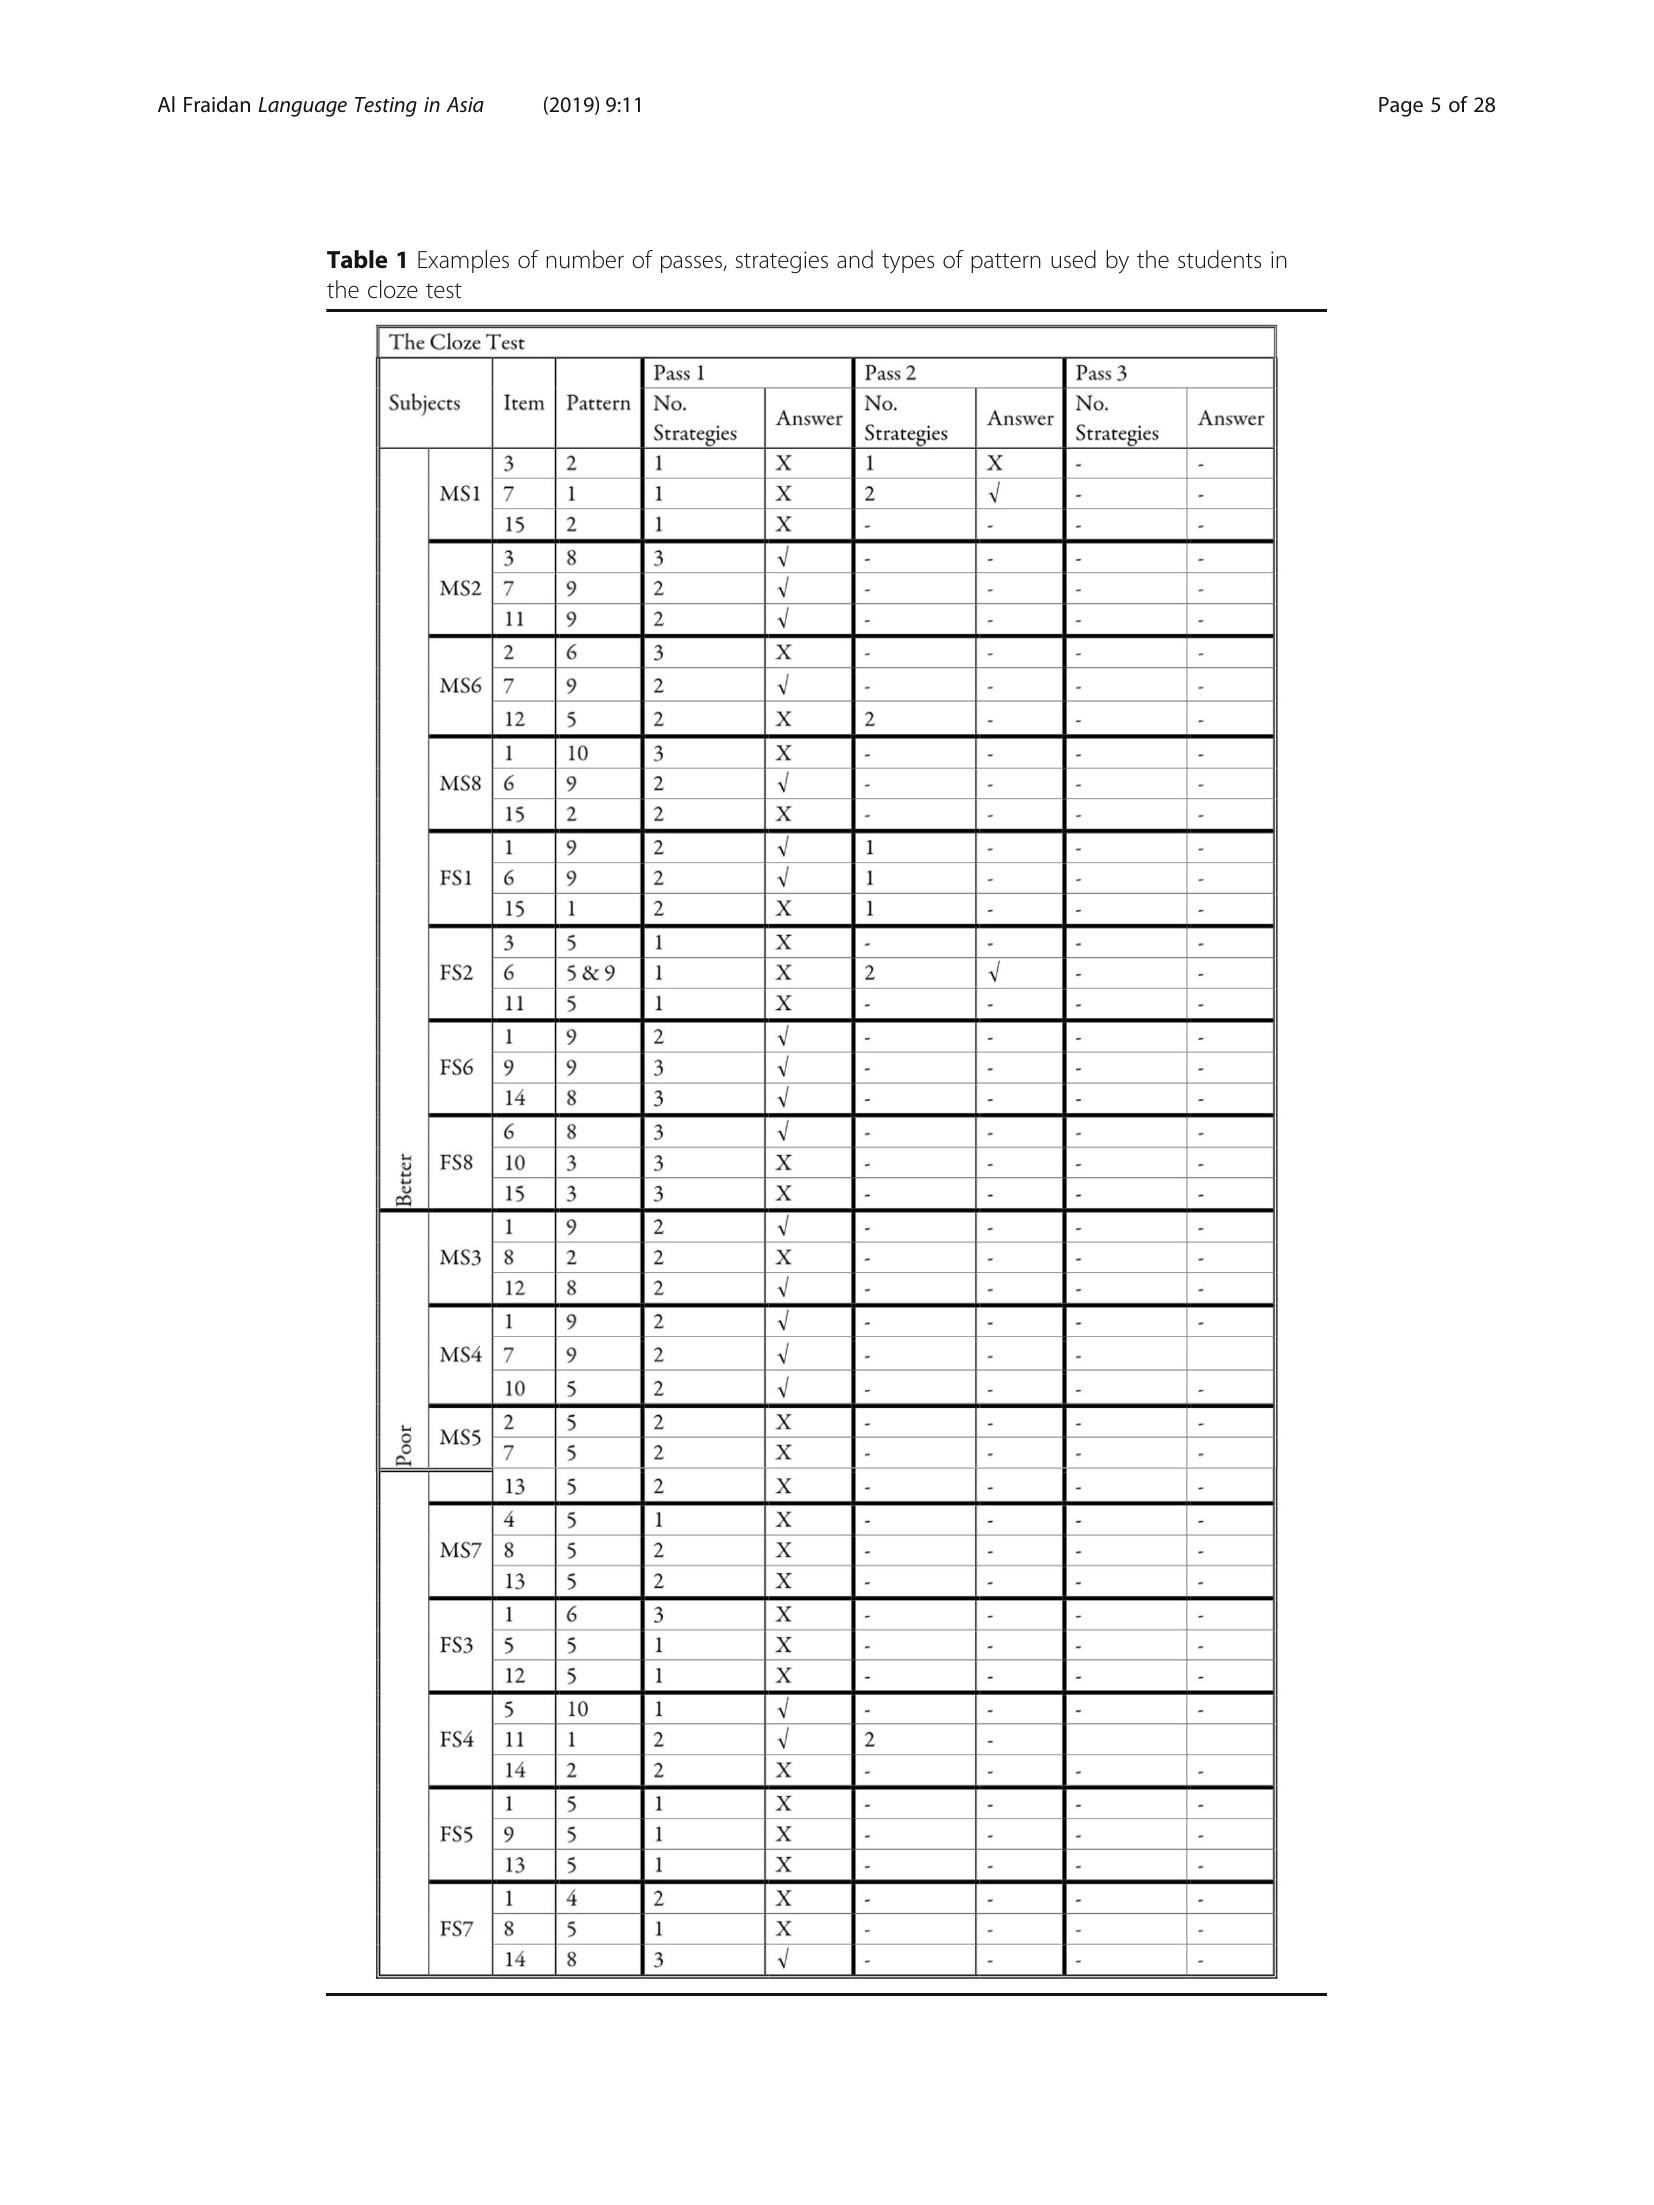 Al Fraidan Language Testing in Asia (2019) 9:11 Page 5 of 28
Table 1 Examples of number of passes, strategies and types of pattern used by the students in
the cloze test
The Cloze Test
Subjects Item Pattern Pass 1 Pass 2 Pass 3
No. Strategies Answer No. Strategies Answer No. Strategies Answer
Better
MS1 3 2 1 X 1 X - -
7 1 1 X 2 √ - -
15 2 1 X - - - -
MS2 3 8 3 √ - - - -
7 9 2 √ - - - -
11 9 2 √ - - - -
MS6 2 6 3 X - - - -
7 9 2 √ - - - -
12 5 2 X 2 - - -
MS8 1 10 3 X - - - -
6 9 2 √ - - - -
15 2 2 X - - - -
FS1 1 9 2 √ 1 - - -
6 9 2 √ 1 - - -
15 1 2 X 1 - - -
FS2 3 5 1 X - - - -
6 5 & 9 1 X 2 √ - -
11 5 1 X - - - -
FS6 1 9 2 √ - - - -
9 9 3 √ - - - -
14 8 3 √ - - - -
FS8 6 8 3 √ - - - -
10 3 3 X - - - -
15 3 3 X - - - -
Poor
MS3 1 9 2 √ - - - -
8 2 2 X - - - -
12 8 2 √ - - - -
MS4 1 9 2 √ - - - -
7 9 2 √ - - -
10 5 2 √ - - - -
MS5 2 5 2 X - - - -
7 5 2 X - - - -
13 5 2 X - - - -
MS7 4 5 1 X - - - -
8 5 2 X - - - -
13 5 2 X - - - -
FS3 1 6 3 X - - - -
5 5 1 X - - - -
12 5 1 X - - - -
FS4 5 10 1 √ - - - -
11 1 2 √ 2 -
14 2 2 X - - - -
FS5 1 5 1 X - - - -
9 5 1 X - - - -
13 5 1 X - - - -
FS7 1 4 2 X - - - -
8 5 1 X - - - -
14 8 3 √ - - - -